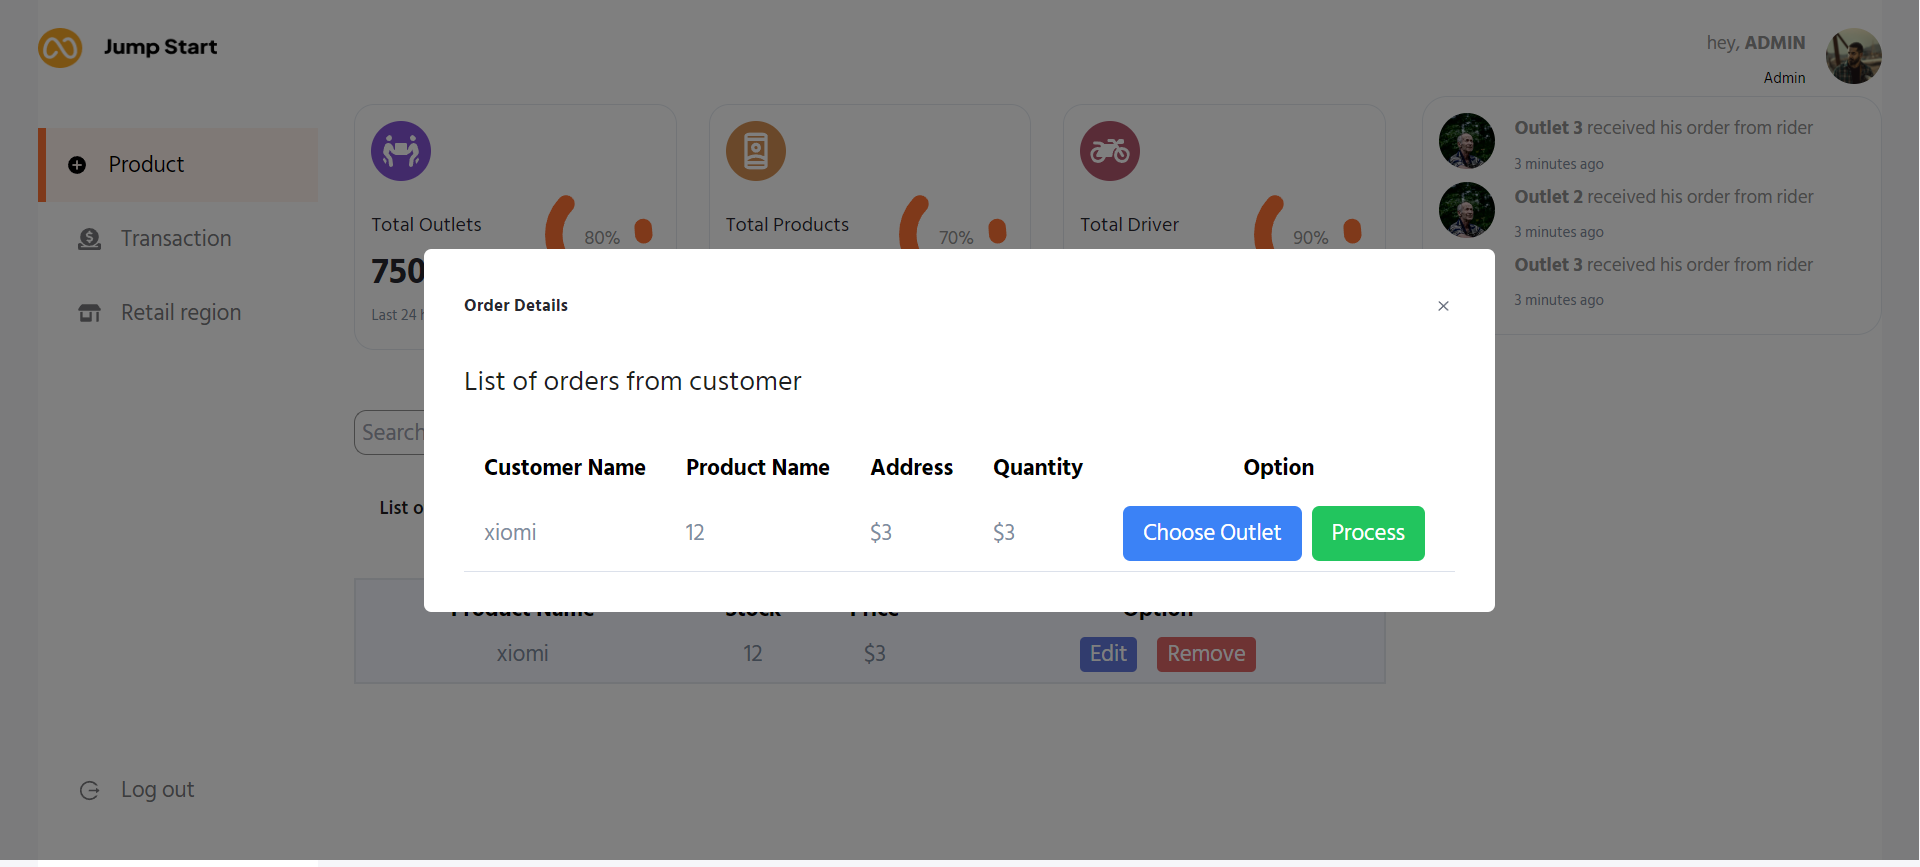 Jump Start
hey, ADMIN
Admin
Product
Transaction
Retail region
Log out
Total Outlets
80%
750
Last 24
Total Products
70%
Total Driver
90%
Outlet 3 received his order from rider
3 minutes ago
Outlet 2 received his order from rider
3 minutes ago
Outlet 3 received his order from rider
3 minutes ago
Search
List o
Order Details
×
List of orders from customer
Customer Name Product Name Address Quantity Option
xiomi 12 $3 $3 Choose Outlet Process
Product Name Stock Price Option
xiomi 12 $3 Edit Remove